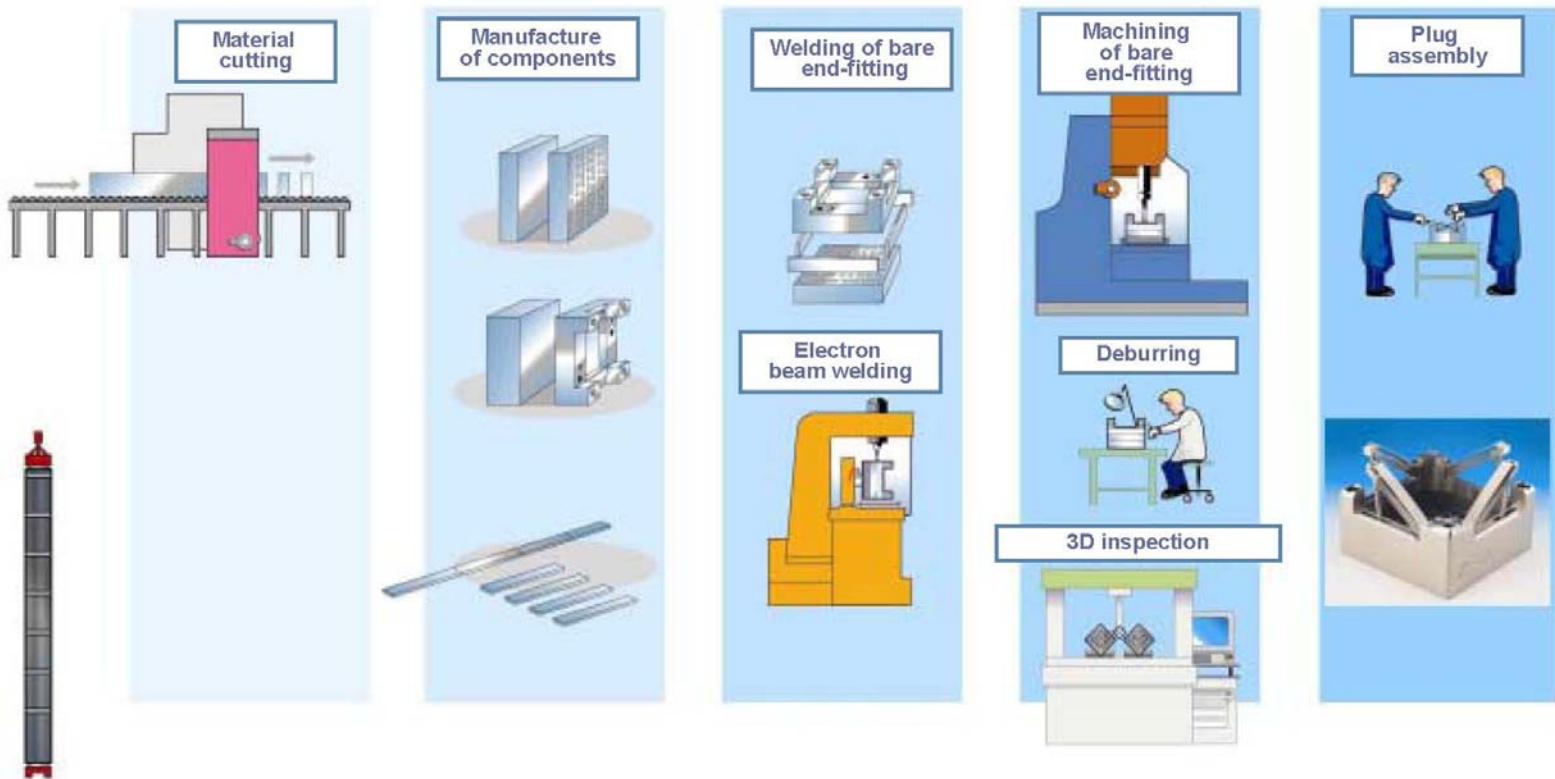 Material
cutting
Manufacture
of components
Welding of bare
end-fitting
Electron
beam welding
Machining
of bare
end-fitting
Deburring
3D inspection
Plug
assembly